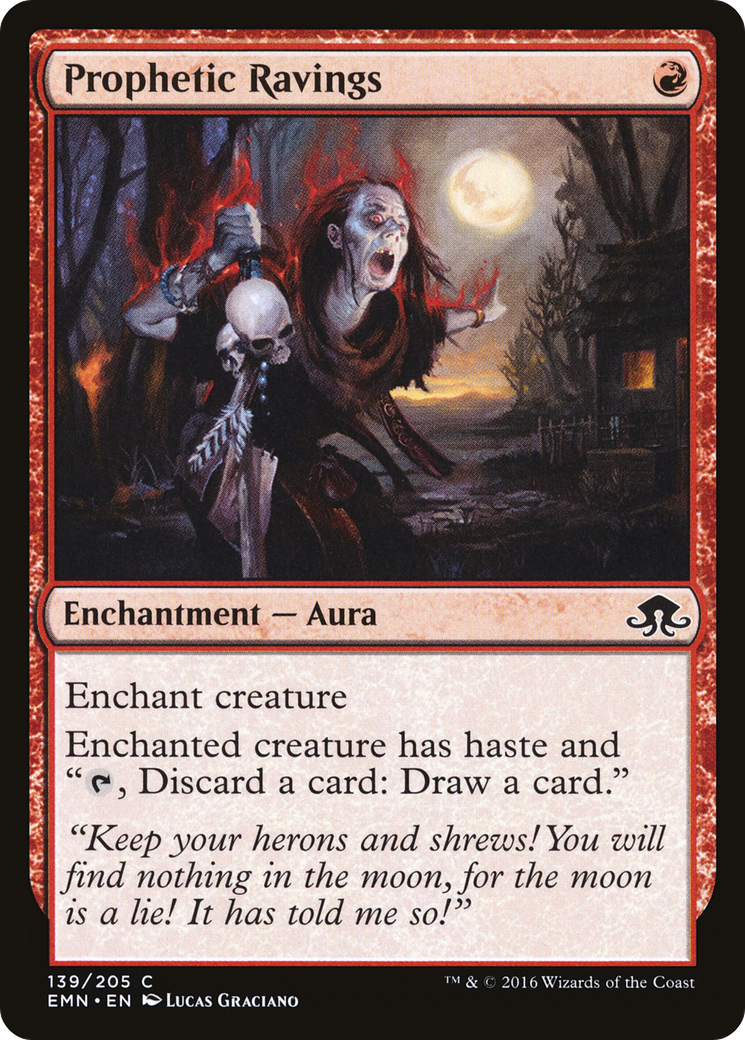 Prophetic Ravings
Enchantment — Aura
Enchant creature
Enchanted creature has haste and
“, Discard a card: Draw a card.”
“Keep your herons and shrews! You will
find nothing in the moon, for the moon
is a lie! It has told me so!”
139/205 C
™ & © 2016 Wizards of the Coast
EMN • EN Lucas Graciano